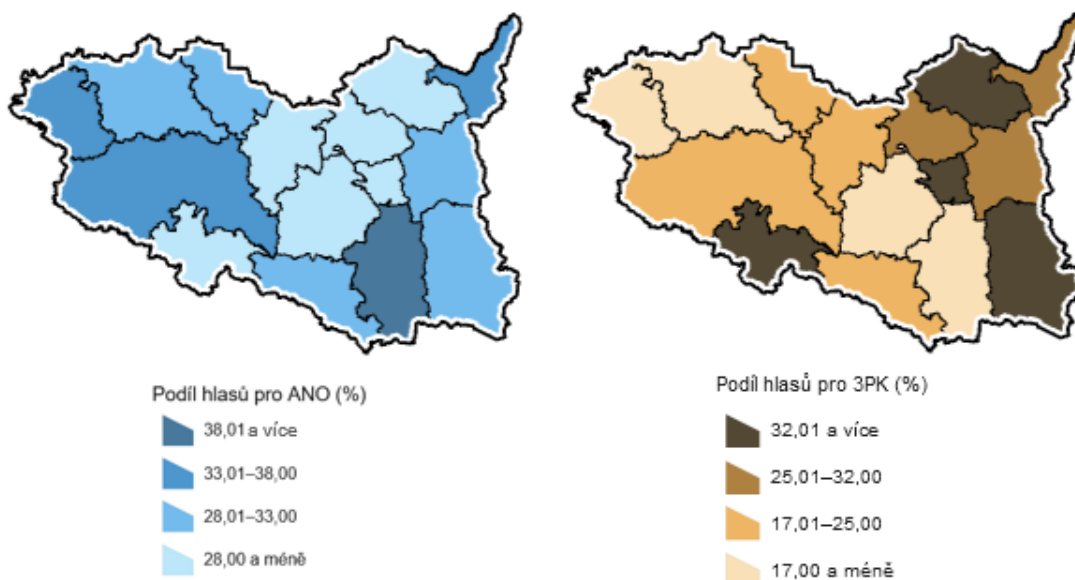 Podíl hlasů pro ANO (%)
38,01 a více
33,01–38,00
28,01–33,00
28,00 a méně
Podíl hlasů pro 3PK (%)
32,01 a více
25,01–32,00
17,01–25,00
17,00 a méně